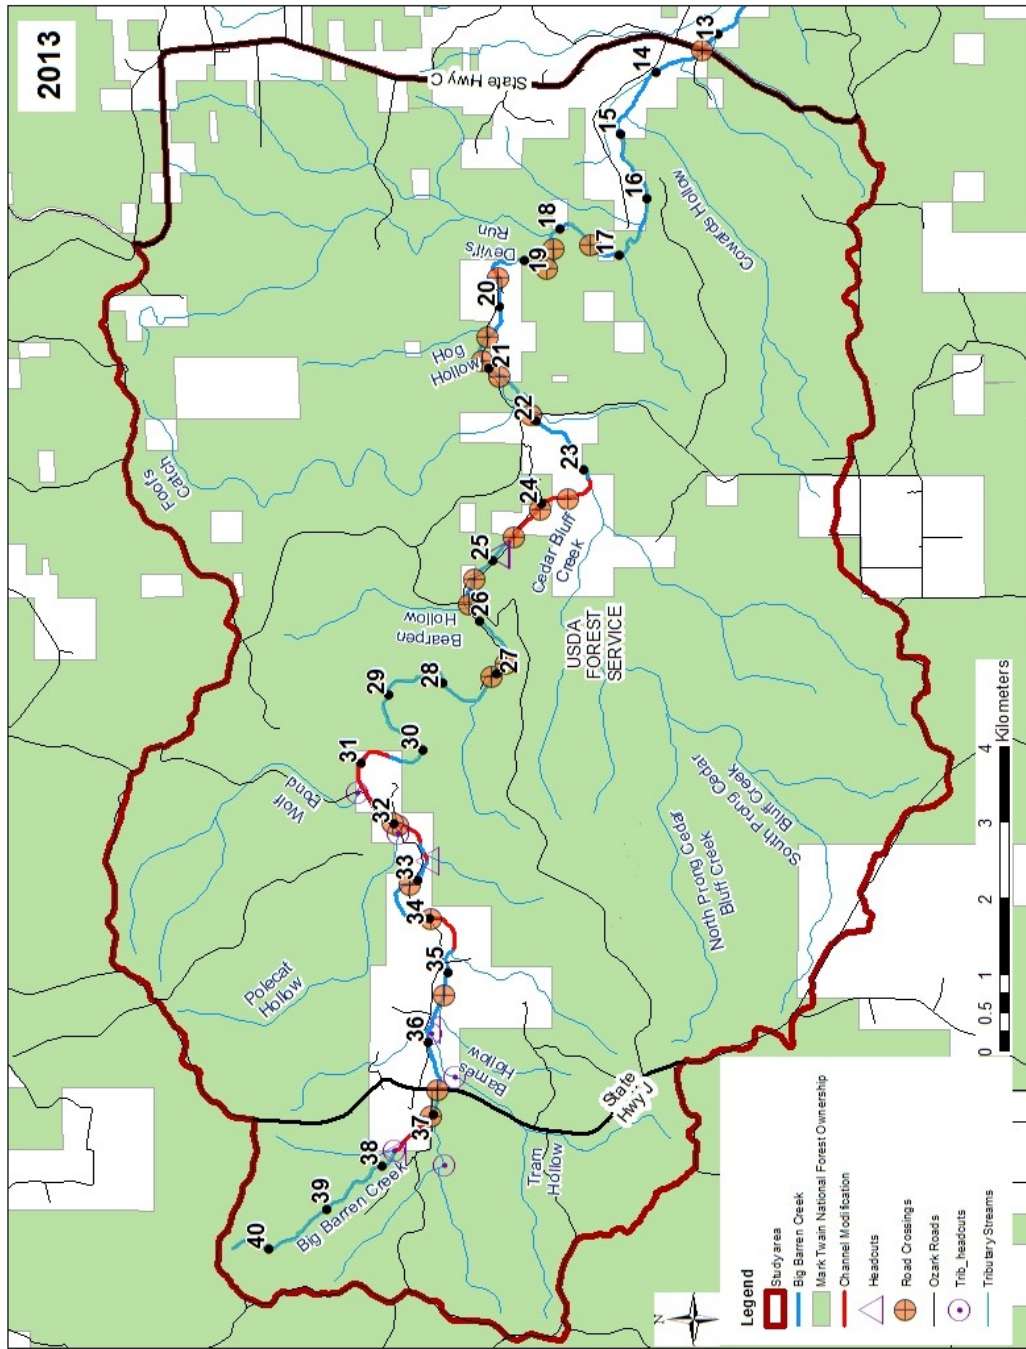 2013
State Hwy C
13
14
15
16
17
18
19
20
21
22
23
24
25
26
27
28
29
30
31
32
33
34
35
36
37
38
39
40
Devil's
Run
Cowards Hollow
Hog
Hollow
Fool's
Catch
Cedar Bluff
Creek
Bearpen
Hollow
USDA
FOREST
SERVICE
Wolf
Pond
North Prong Cedar
Bluff Creek
South Prong Cedar
Bluff Creek
Polecat
Hollow
Barnes
Hollow
State
Hwy J
Tram
Hollow
Big Barren Creek
N
Legend
Study area
Big Barren Creek
Mark Twain National Forest Ownership
Channel Modification
Headcuts
Road Crossings
Ozark Roads
Trib_headcuts
Tributary Streams
0 0.5 1 2 3 4
Kilometers